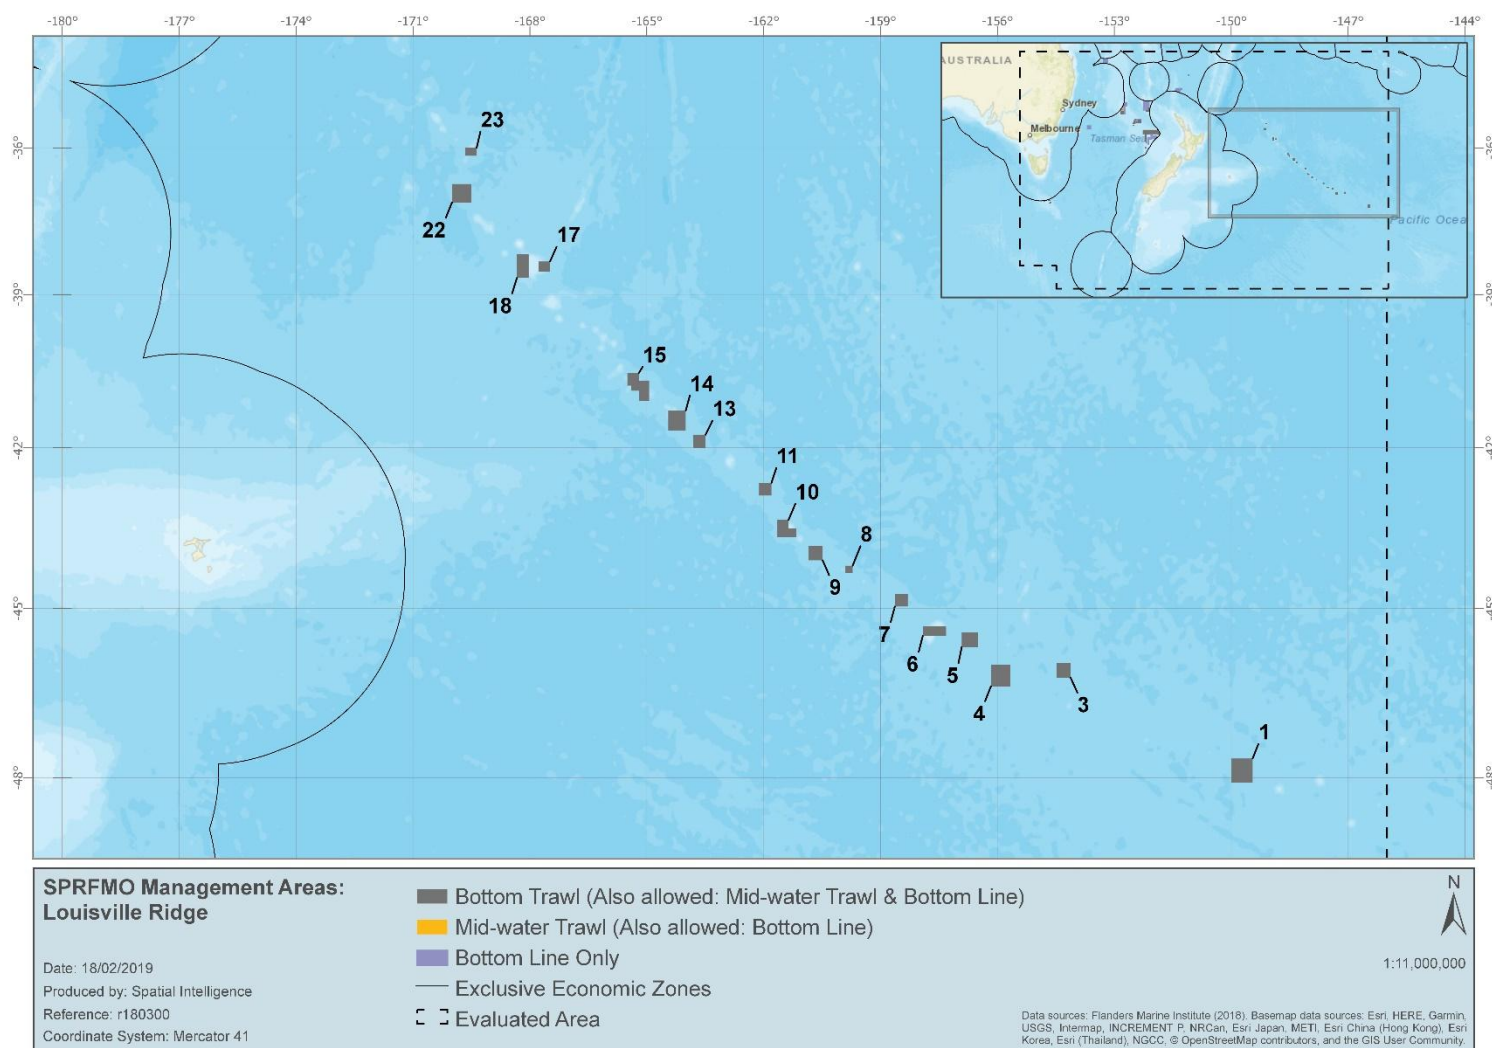 -180° -177° -174° -171° -168° -165° -162° -159° -156° -153° -150° -147° -144°
AUSTRALIA
Sydney
Melbourne
Tasman Sea
Pacific Ocea
-36° -36°
-39° -39°
-42° -42°
-45° -45°
-48° -48°
23
22
17
18
15
14
13
11
10
8
9
7
6
5
4
3
1
SPRFMO Management Areas:
Louisville Ridge
Date: 18/02/2019
Produced by: Spatial Intelligence
Reference: r180300
Coordinate System: Mercator 41
Bottom Trawl (Also allowed: Mid-water Trawl & Bottom Line)
Mid-water Trawl (Also allowed: Bottom Line)
Bottom Line Only
Exclusive Economic Zones
Evaluated Area
N
1:11,000,000
Data sources: Flanders Marine Institute (2018). Basemap data sources: Esri, HERE, Garmin,
USGS, Intermap, INCREMENT P, NRCan, Esri Japan, METI, Esri China (Hong Kong), Esri
Korea, Esri (Thailand), NGCC, © OpenStreetMap contributors, and the GIS User Community.